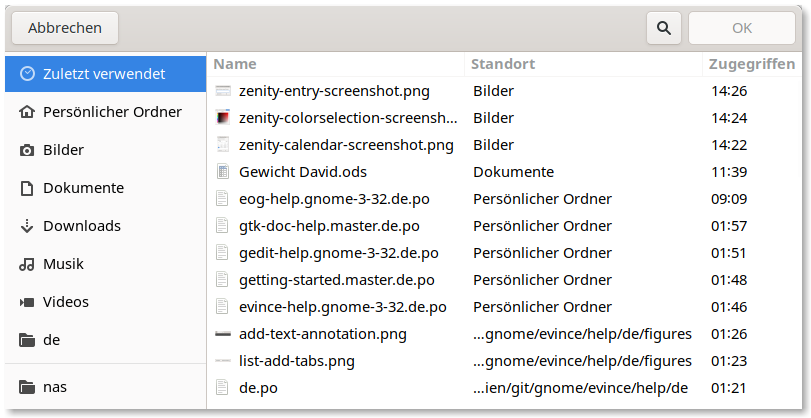 Abbrechen OK
Name Standort Zugegriffen
Zuletzt verwendet
Persönlicher Ordner
Bilder
Dokumente
Downloads
Musik
Videos
de
nas
zenity-entry-screenshot.png Bilder 14:26
zenity-colorselection-screensh... Bilder 14:24
zenity-calendar-screenshot.png Bilder 14:22
Gewicht David.ods Dokumente 11:39
eog-help.gnome-3-32.de.po Persönlicher Ordner 09:09
gtk-doc-help.master.de.po Persönlicher Ordner 01:57
gedit-help.gnome-3-32.de.po Persönlicher Ordner 01:51
getting-started.master.de.po Persönlicher Ordner 01:48
evince-help.gnome-3-32.de.po Persönlicher Ordner 01:46
add-text-annotation.png ...gnome/evince/help/de/figures 01:26
list-add-tabs.png ...gnome/evince/help/de/figures 01:23
de.po ...ien/git/gnome/evince/help/de 01:21